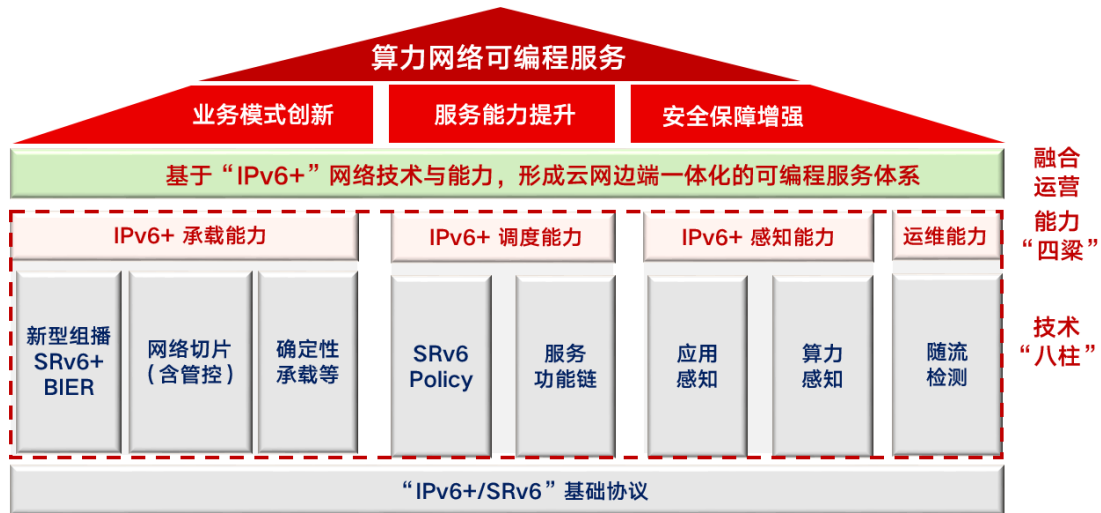 算力网络可编程服务
业务模式创新
服务能力提升
安全保障增强
基于“IPv6+”网络技术与能力，形成云网边端一体化的可编程服务体系
融合
运营
IPv6+ 承载能力
IPv6+ 调度能力
IPv6+ 感知能力
运维能力
能力
“四梁”
新型组播
SRv6+
BIER
网络切片
（含管控）
确定性
承载等
SRv6
Policy
服务
功能链
应用
感知
算力
感知
随流
检测
技术
“八柱”
“IPv6+/SRv6”基础协议